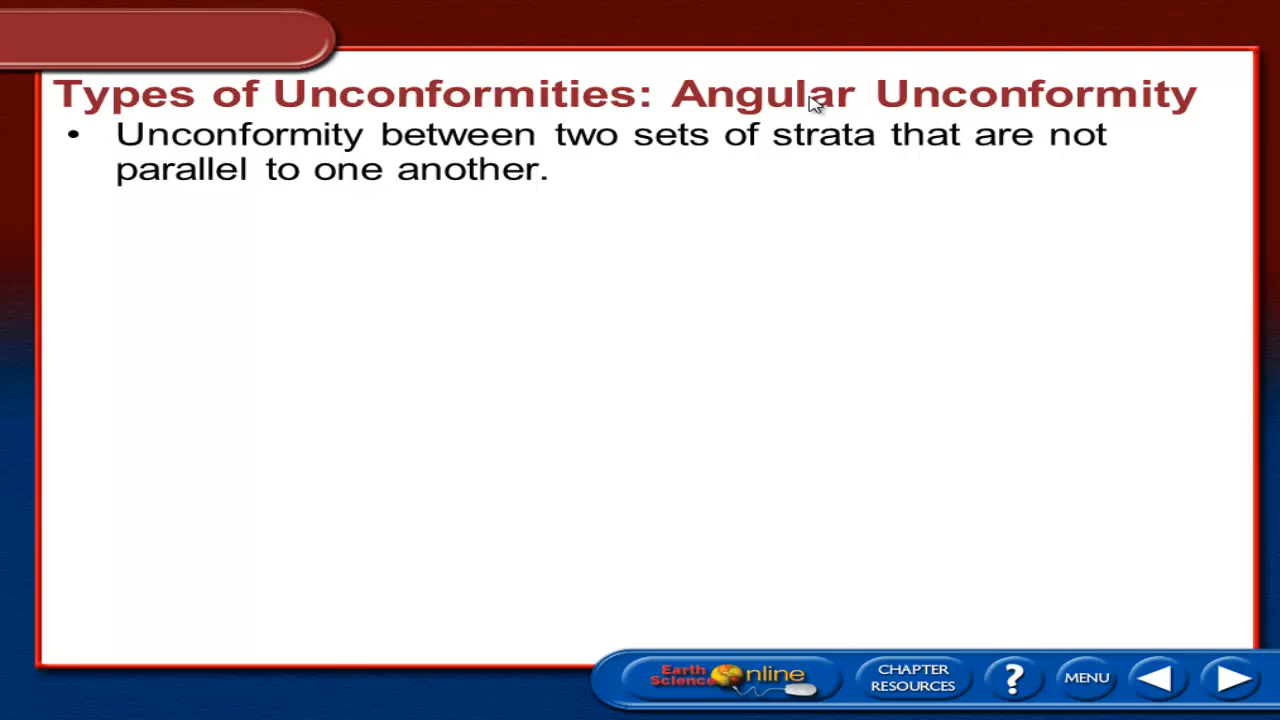 Types of Unconformities: Angular Unconformity
• Unconformity between two sets of strata that are not
parallel to one another.
Earth
Science nline
CHAPTER
RESOURCES
?
MENU